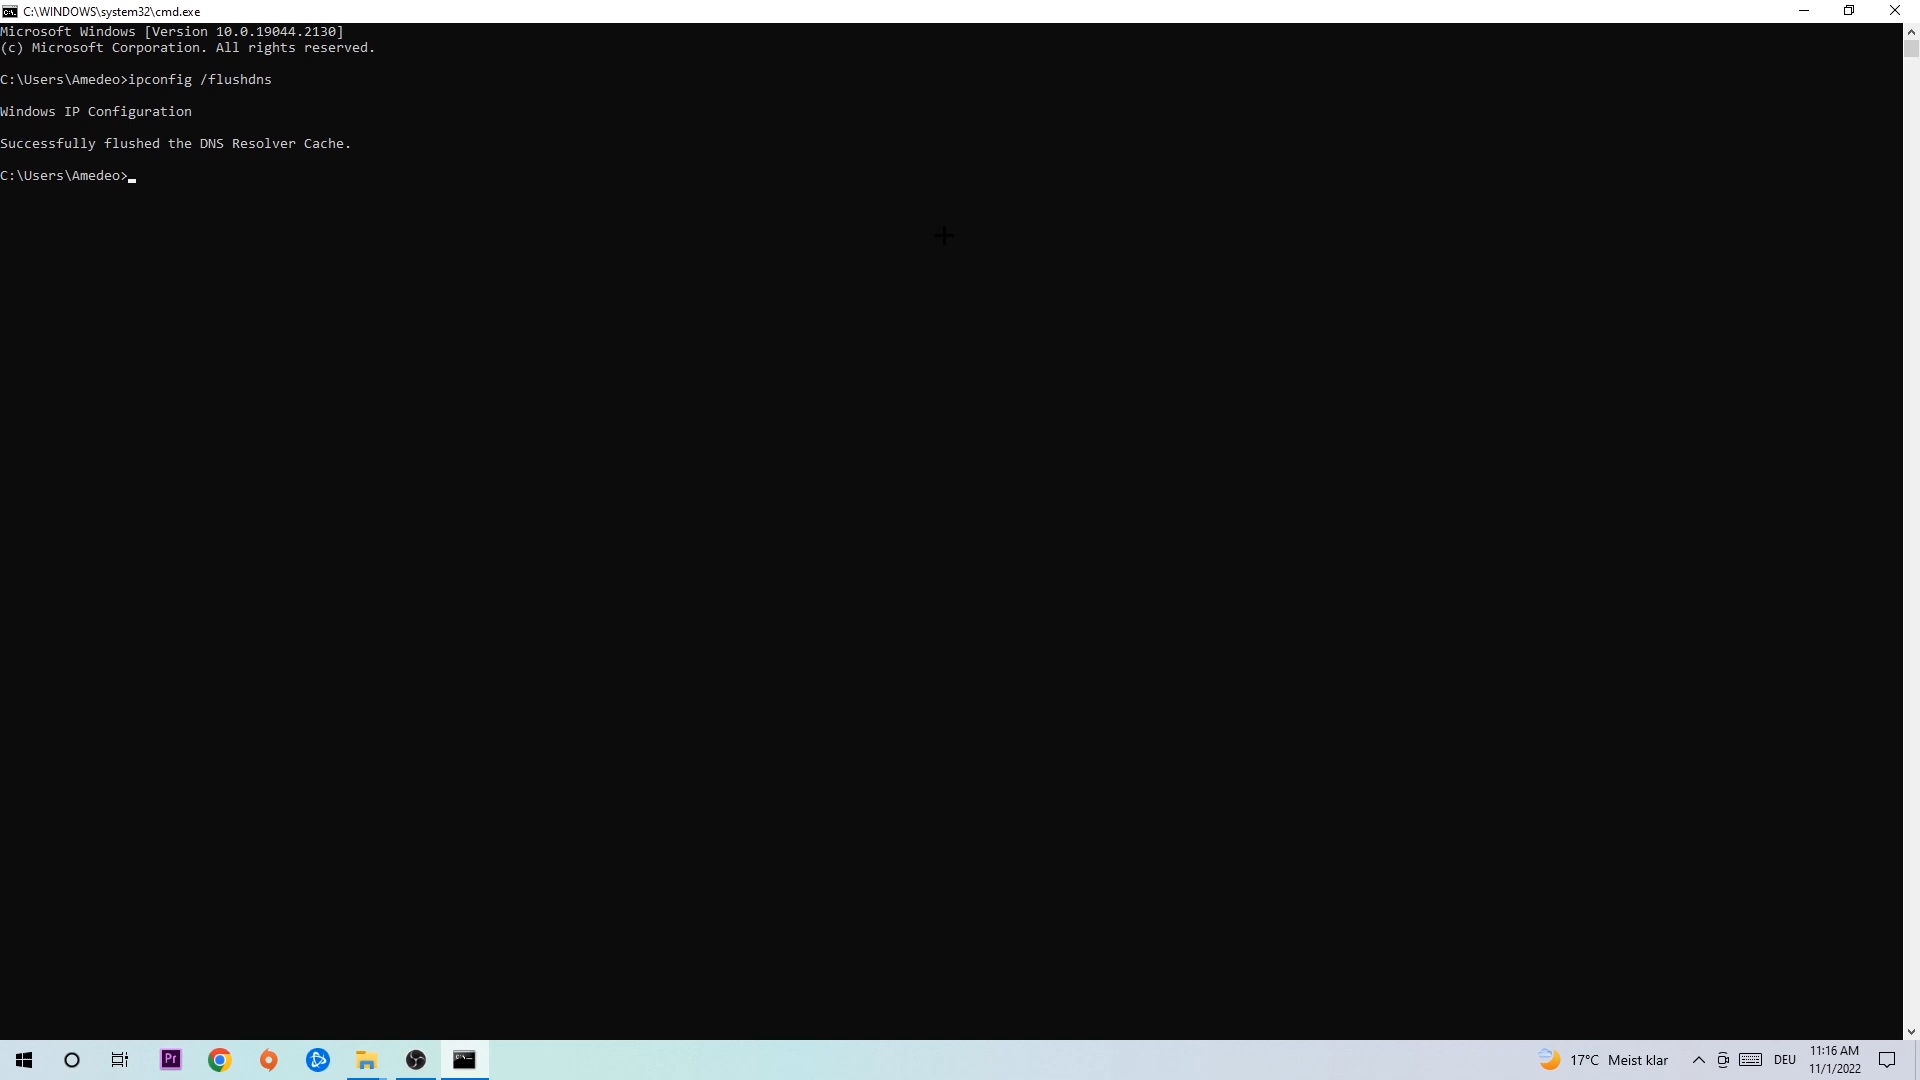 C:\WINDOWS\system32\cmd.exe
Microsoft Windows [Version 10.0.19044.2130]
(c) Microsoft Corporation. All rights reserved.
C:\Users\Amedeo>ipconfig /flushdns
Windows IP Configuration
Successfully flushed the DNS Resolver Cache.
C:\Users\Amedeo>
Pr
17°C Meist klar
DEU
11:16 AM
11/1/2022